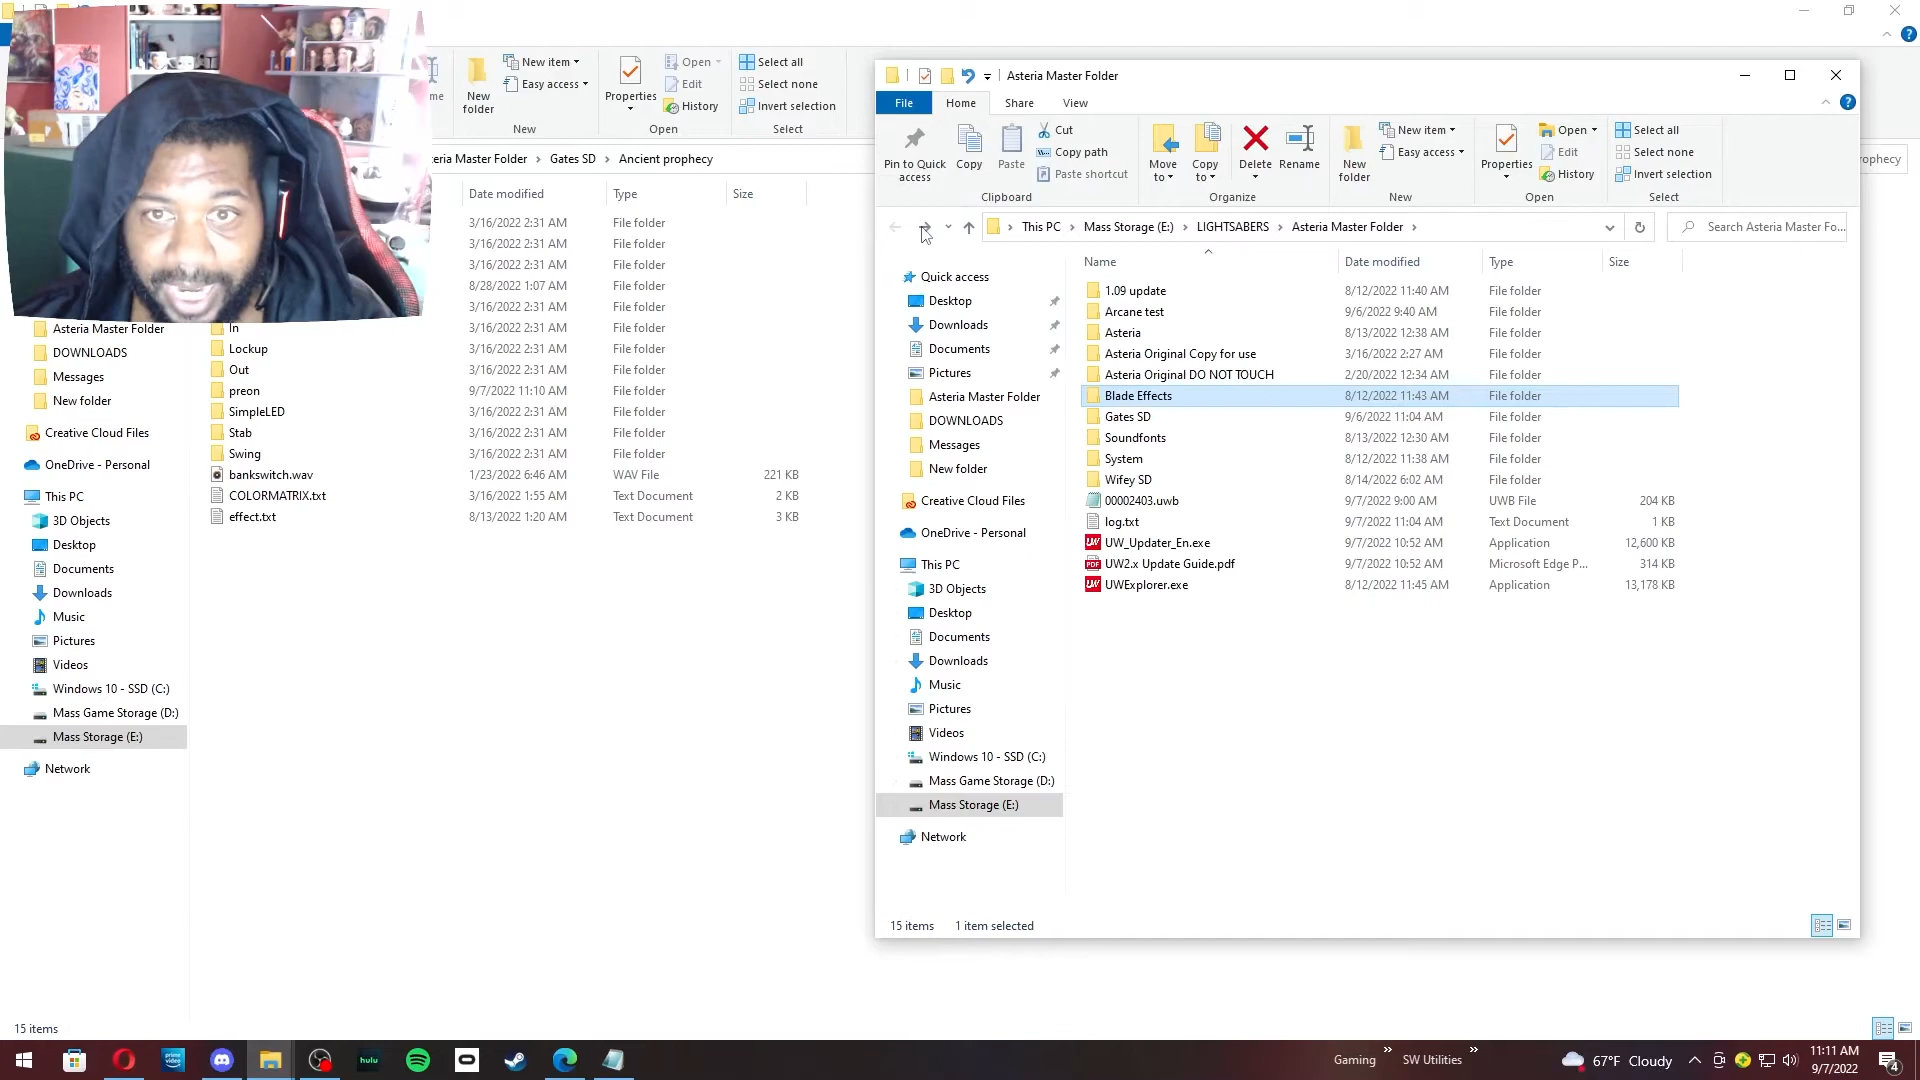 New item
Easy access
New folder
New
Properties
Open
Edit
History
Open
Select all
Select none
Invert selection
Select
Asteria Master Folder
File
Home
Share
View
Pin to Quick access
Copy
Paste
Cut
Copy path
Paste shortcut
Clipboard
Move to
Copy to
Delete
Rename
Organize
New folder
New item
Easy access
New
Properties
Open
Edit
History
Open
Select all
Select none
Invert selection
Select
teria Master Folder > Gates SD > Ancient prophecy
ophecy
This PC > Mass Storage (E:) > LIGHTSABERS > Asteria Master Folder >
Search Asteria Master Fo...
Date modified Type Size
3/16/2022 2:31 AM File folder
3/16/2022 2:31 AM File folder
3/16/2022 2:31 AM File folder
8/28/2022 1:07 AM File folder
3/16/2022 2:31 AM File folder
In 3/16/2022 2:31 AM File folder
Lockup 3/16/2022 2:31 AM File folder
Out 3/16/2022 2:31 AM File folder
preon 9/7/2022 11:10 AM File folder
SimpleLED 3/16/2022 2:31 AM File folder
Stab 3/16/2022 2:31 AM File folder
Swing 3/16/2022 2:31 AM File folder
bankswitch.wav 1/23/2022 6:46 AM WAV File 221 KB
COLORMATRIX.txt 3/16/2022 1:55 AM Text Document 2 KB
effect.txt 8/13/2022 1:20 AM Text Document 3 KB
Asteria Master Folder
DOWNLOADS
Messages
New folder
Creative Cloud Files
OneDrive - Personal
This PC
3D Objects
Desktop
Documents
Downloads
Music
Pictures
Videos
Windows 10 - SSD (C:)
Mass Game Storage (D:)
Mass Storage (E:)
Network
15 items
Quick access
Desktop
Downloads
Documents
Pictures
Asteria Master Folder
DOWNLOADS
Messages
New folder
Creative Cloud Files
OneDrive - Personal
This PC
3D Objects
Desktop
Documents
Downloads
Music
Pictures
Videos
Windows 10 - SSD (C:)
Mass Game Storage (D:)
Mass Storage (E:)
Network
Name Date modified Type Size
1.09 update 8/12/2022 11:40 AM File folder
Arcane test 9/6/2022 9:40 AM File folder
Asteria 8/13/2022 12:38 AM File folder
Asteria Original Copy for use 3/16/2022 2:27 AM File folder
Asteria Original DO NOT TOUCH 2/20/2022 12:34 AM File folder
Blade Effects 8/12/2022 11:43 AM File folder
Gates SD 9/6/2022 11:04 AM File folder
Soundfonts 8/13/2022 12:30 AM File folder
System 8/12/2022 11:38 AM File folder
Wifey SD 8/14/2022 6:02 AM File folder
00002403.uwb 9/7/2022 9:00 AM UWB File 204 KB
log.txt 9/7/2022 11:04 AM Text Document 1 KB
UW_Updater_En.exe 9/7/2022 10:52 AM Application 12,600 KB
UW2.x Update Guide.pdf 9/7/2022 10:52 AM Microsoft Edge P... 314 KB
UWExplorer.exe 8/12/2022 11:45 AM Application 13,178 KB
15 items 1 item selected
prime video
hulu
Gaming
SW Utilities
67°F Cloudy
11:11 AM
9/7/2022
4